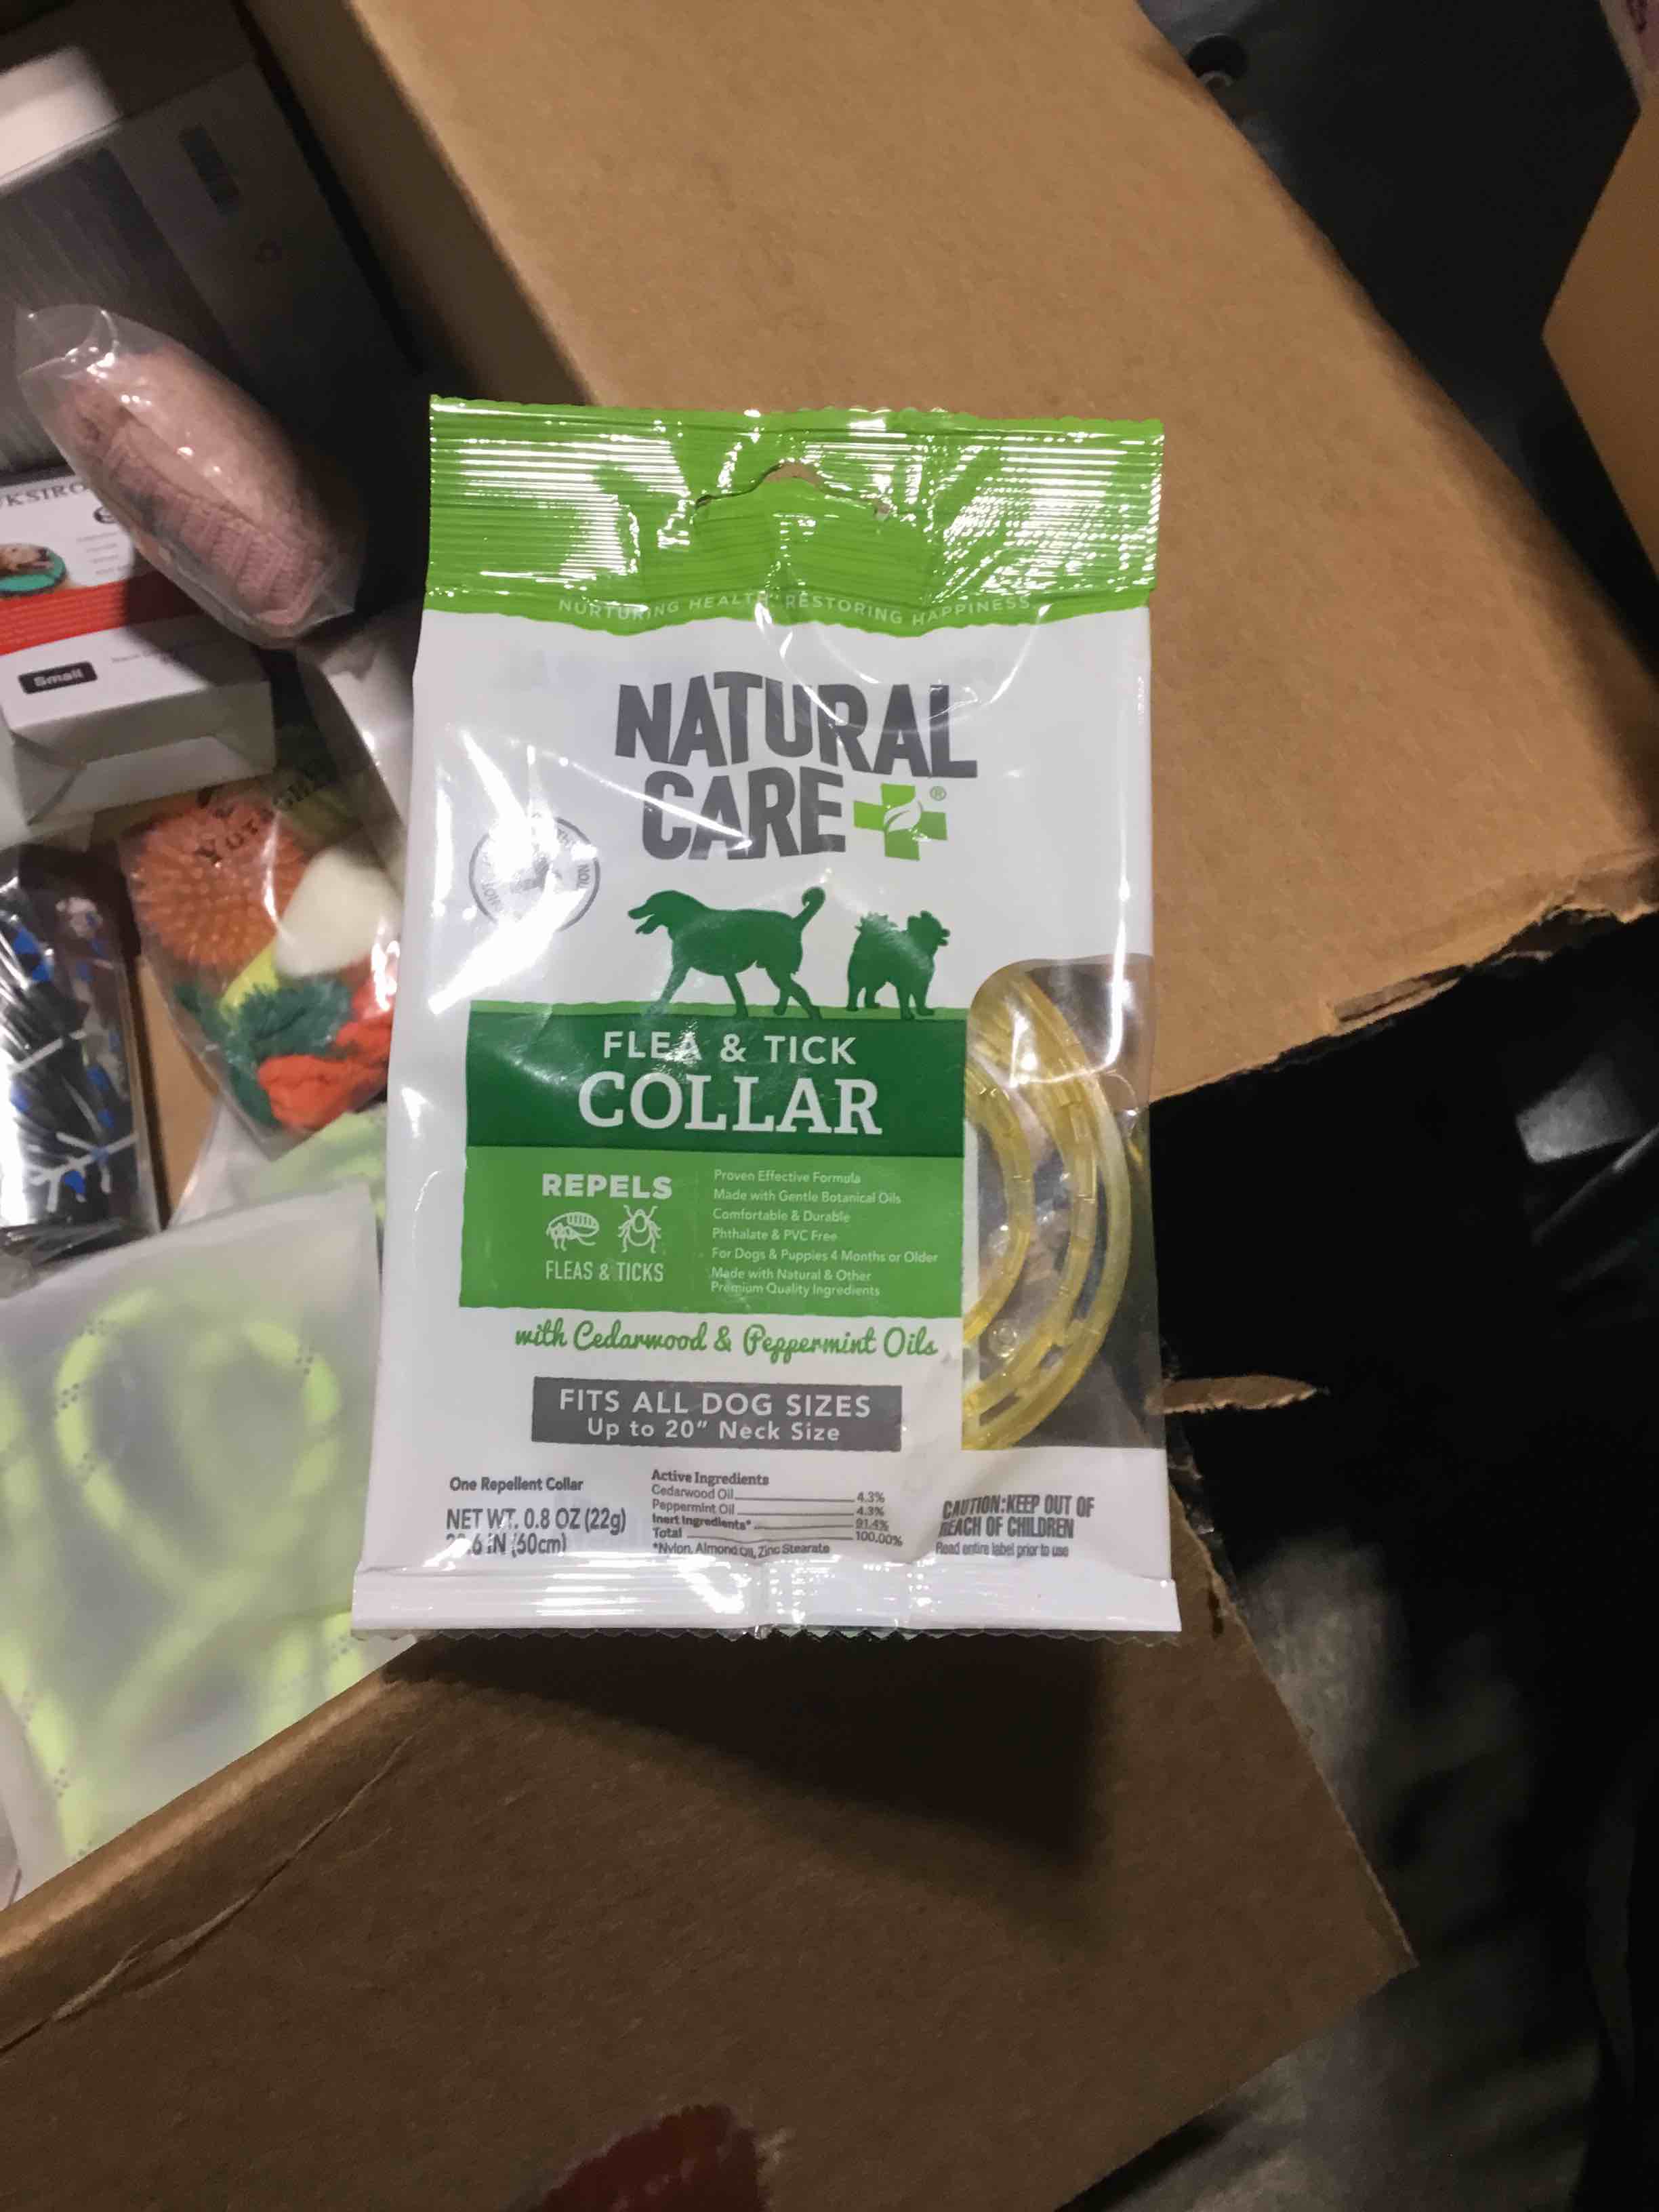 NURTURING HEALTH RESTORING HAPPINESS
NATURAL
CARE
®
FLEA & TICK
COLLAR
REPELS
FLEAS & TICKS
Proven Effective Formula
Made with Gentle Botanical Oils
Comfortable & Durable
Phthalate & PVC Free
For Dogs & Puppies 4 Months or Older
Made with Natural & Other
Premium Quality Ingredients
with Cedarwood & Peppermint Oils
FITS ALL DOG SIZES
Up to 20" Neck Size
One Repellent Collar
NET WT. 0.8 OZ (22g)
IN (60cm)
Active Ingredients
Cedarwood Oil 4.3%
Peppermint Oil 4.3%
Inert Ingredients* 91.4%
Total 100.00%
*Nylon, Almond Oil, Zinc Stearate
CAUTION:KEEP OUT OF
REACH OF CHILDREN
Read entire label prior to use
Small